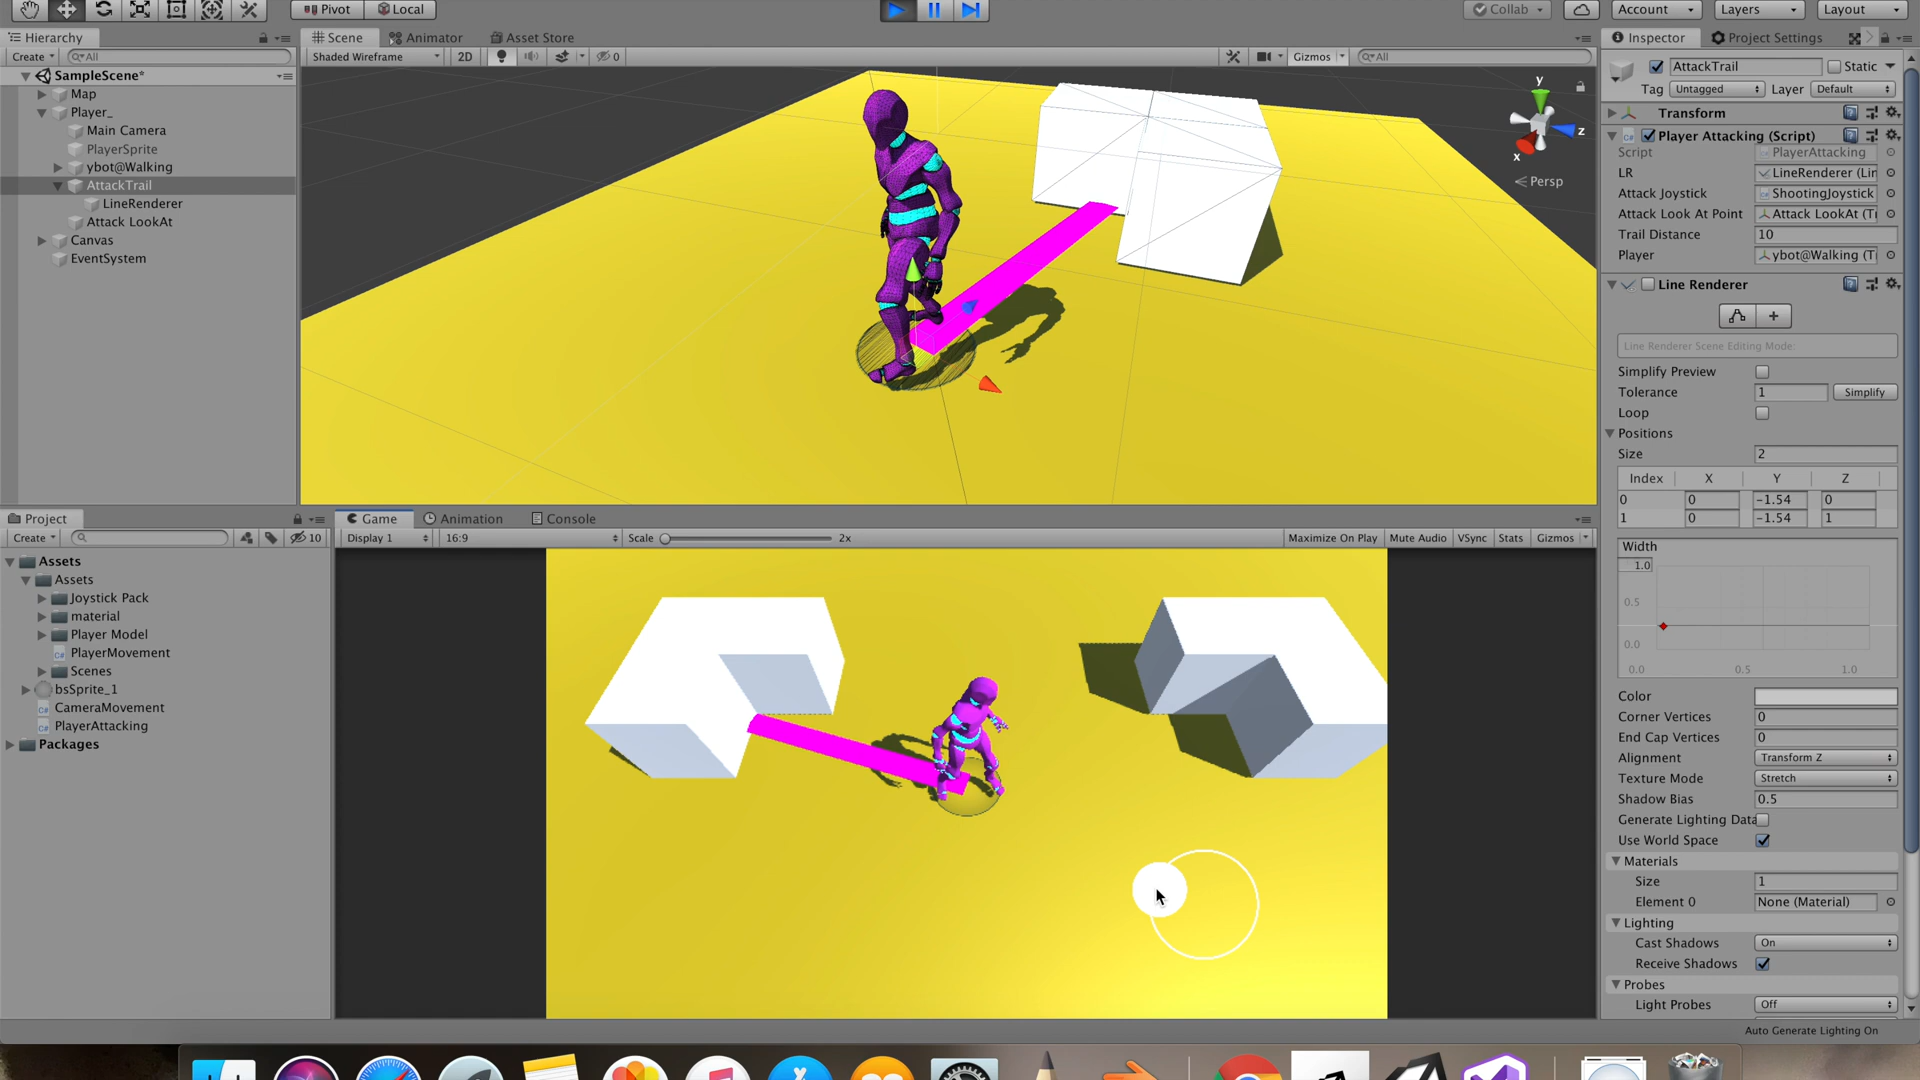 Pivot Local Collab Account Layers Layout
Hierarchy Scene Animator Asset Store Inspector Project Settings
Create All Shaded Wireframe 2D 0 Gizmos All
AttackTrail Static
SampleScene*
Tag Untagged Layer Default
Map
Player_
Transform
Main Camera
Player Attacking (Script)
PlayerSprite
Script PlayerAttacking
ybot@Walking
LR LineRenderer (Lin
AttackTrail
Attack Joystick ShootingJoystick
LineRenderer
Attack Look At Point Attack LookAt (T
Attack LookAt
Trail Distance 10
Canvas
Player ybot@Walking (T
EventSystem
y
z
x
Persp
Line Renderer
Line Renderer Scene Editing Mode:
Simplify Preview
Tolerance 1 Simplify
Loop
Positions
Size 2
Index X Y Z
0 0 -1.54 0
1 0 -1.54 1
Project Game Animation Console
Create 10 Display 1 16:9 Scale 2x Maximize On Play Mute Audio VSync Stats Gizmos
Assets
Assets
Joystick Pack
material
Player Model
PlayerMovement
Scenes
bsSprite_1
CameraMovement
PlayerAttacking
Packages
Width
1.0
0.5
0.0
0.0 0.5 1.0
Color
Corner Vertices 0
End Cap Vertices 0
Alignment Transform Z
Texture Mode Stretch
Shadow Bias 0.5
Generate Lighting Data
Use World Space
Materials
Size 1
Element 0 None (Material)
Lighting
Cast Shadows On
Receive Shadows
Probes
Light Probes Off
Auto Generate Lighting On